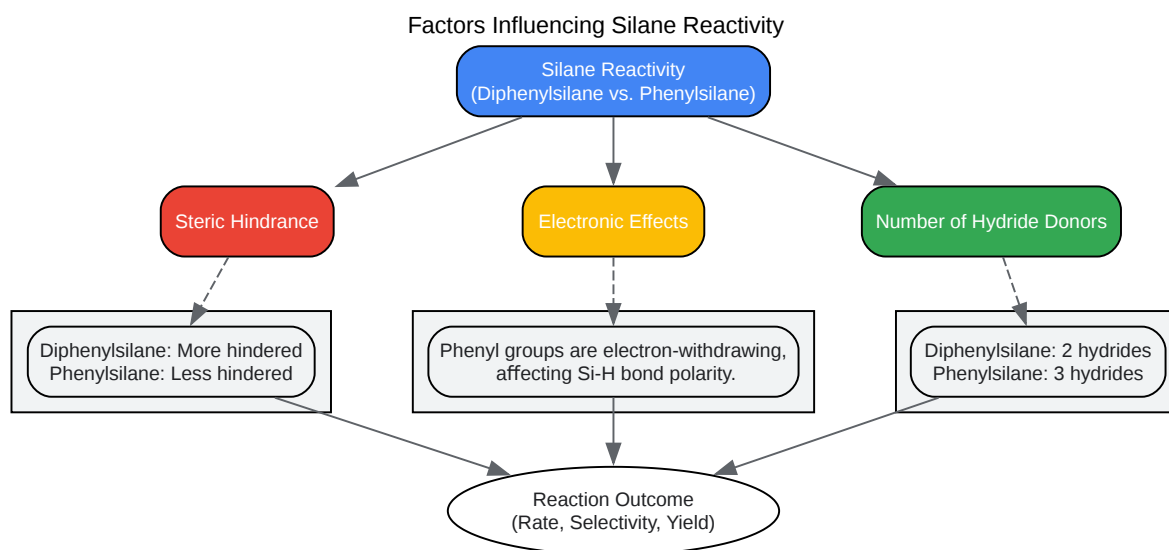 Factors Influencing Silane Reactivity
Silane Reactivity
(Diphenylsilane vs. Phenylsilane)
Steric Hindrance
Electronic Effects
Number of Hydride Donors
Diphenylsilane: More hindered
Phenylsilane: Less hindered
Phenyl groups are electron-withdrawing,
affecting Si-H bond polarity.
Diphenylsilane: 2 hydrides
Phenylsilane: 3 hydrides
Reaction Outcome
(Rate, Selectivity, Yield)